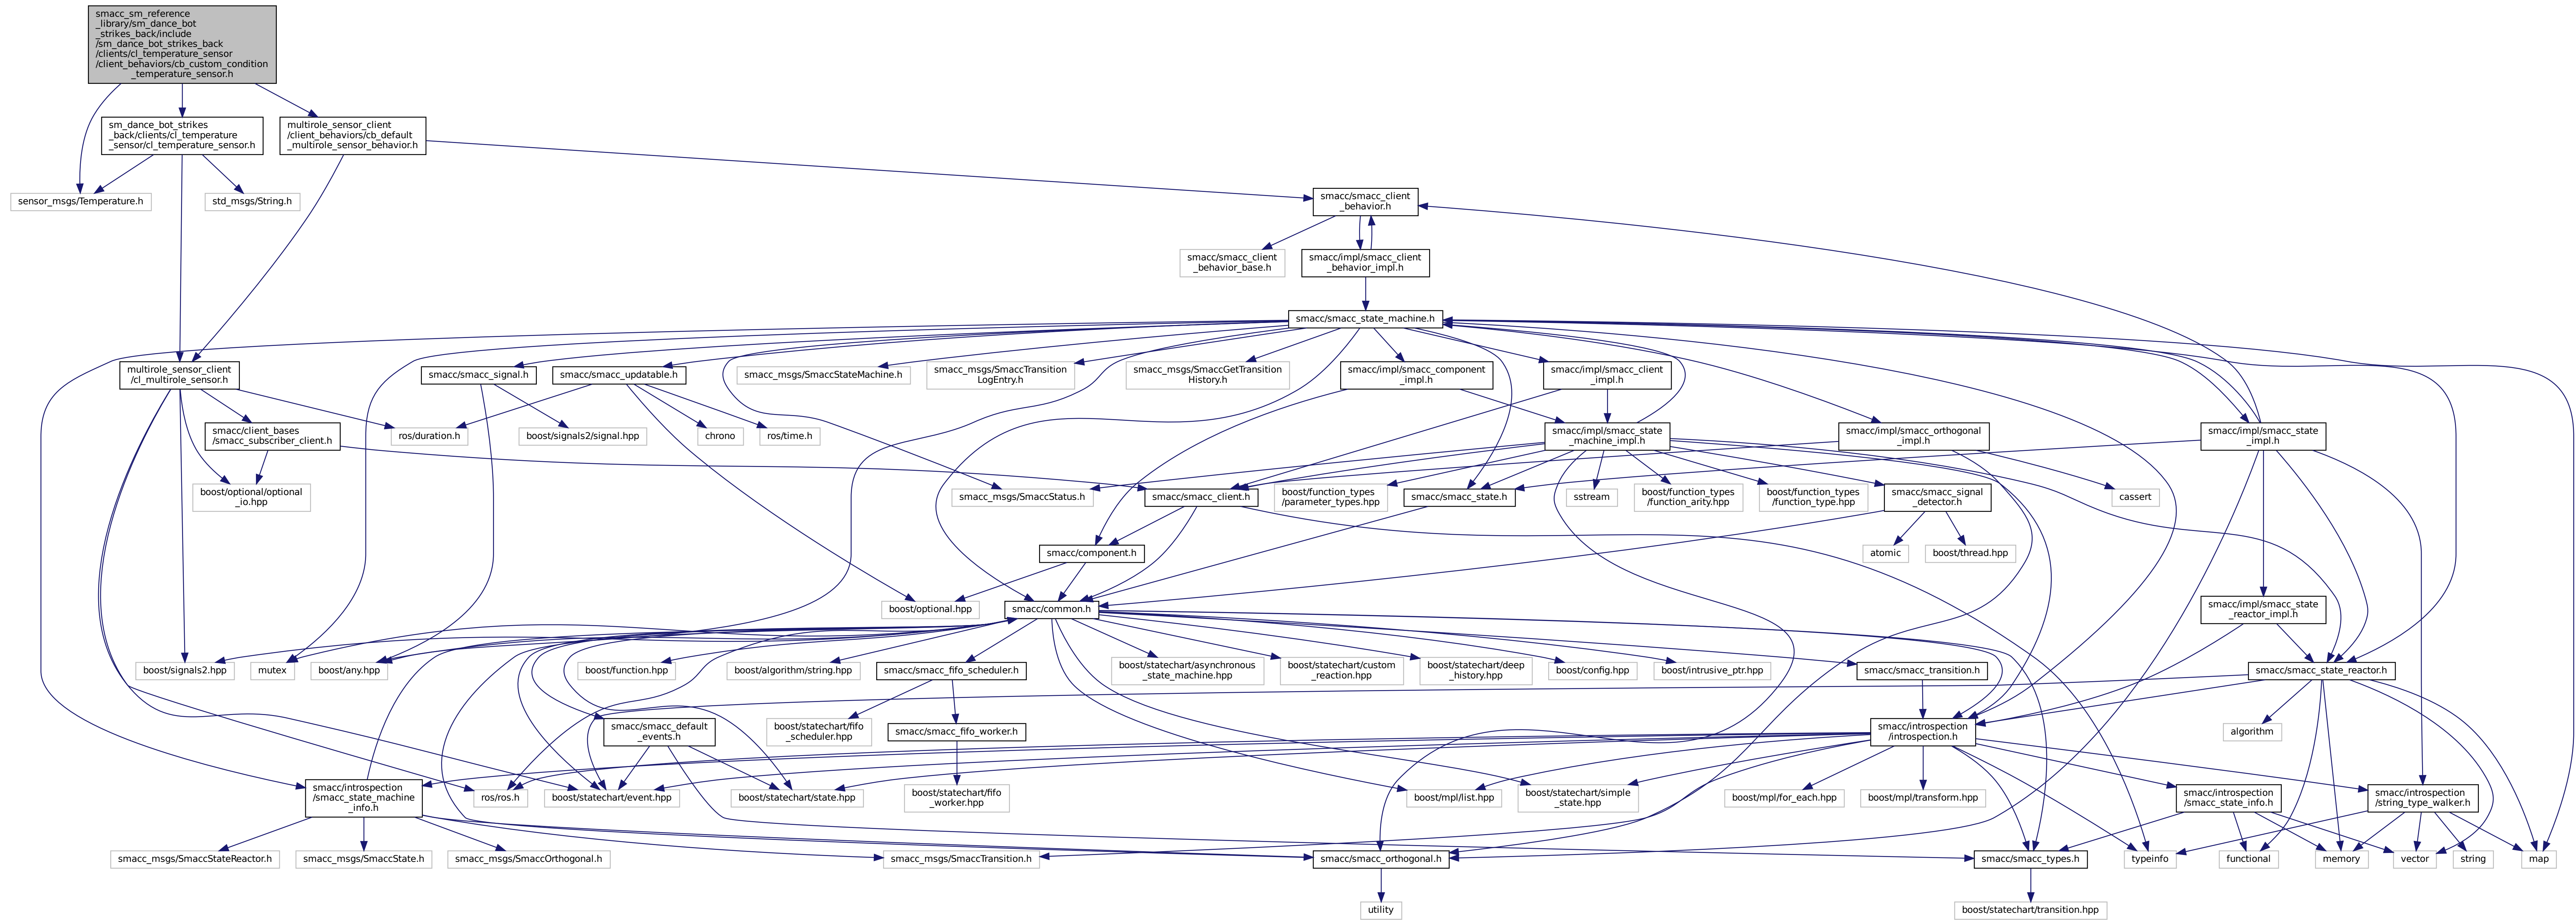 smacc_sm_reference
_library/sm_dance_bot
_strikes_back/include
/sm_dance_bot_strikes_back
/clients/cl_temperature_sensor
/client_behaviors/cb_custom_condition
_temperature_sensor.h
sm_dance_bot_strikes
_back/clients/cl_temperature
_sensor/cl_temperature_sensor.h
multirole_sensor_client
/client_behaviors/cb_default
_multirole_sensor_behavior.h
sensor_msgs/Temperature.h
std_msgs/String.h
smacc/smacc_client
_behavior.h
smacc/smacc_client
_behavior_base.h
smacc/impl/smacc_client
_behavior_impl.h
smacc/smacc_state_machine.h
multirole_sensor_client
/cl_multirole_sensor.h
smacc/smacc_signal.h
smacc/smacc_updatable.h
smacc_msgs/SmaccStateMachine.h
smacc_msgs/SmaccTransition
LogEntry.h
smacc_msgs/SmaccGetTransition
History.h
smacc/impl/smacc_component
_impl.h
smacc/impl/smacc_client
_impl.h
smacc/client_bases
/smacc_subscriber_client.h
ros/duration.h
boost/signals2/signal.hpp
chrono
ros/time.h
smacc/impl/smacc_state
_machine_impl.h
smacc/impl/smacc_orthogonal
_impl.h
smacc/impl/smacc_state
_impl.h
boost/optional/optional
_io.hpp
smacc_msgs/SmaccStatus.h
smacc/smacc_client.h
boost/function_types
/parameter_types.hpp
smacc/smacc_state.h
sstream
boost/function_types
/function_arity.hpp
boost/function_types
/function_type.hpp
smacc/smacc_signal
_detector.h
cassert
smacc/component.h
atomic
boost/thread.hpp
boost/optional.hpp
smacc/common.h
smacc/impl/smacc_state
_reactor_impl.h
boost/signals2.hpp
mutex
boost/any.hpp
boost/function.hpp
boost/algorithm/string.hpp
smacc/smacc_fifo_scheduler.h
boost/statechart/asynchronous
_state_machine.hpp
boost/statechart/custom
_reaction.hpp
boost/statechart/deep
_history.hpp
boost/config.hpp
boost/intrusive_ptr.hpp
smacc/smacc_transition.h
smacc/smacc_state_reactor.h
smacc/smacc_default
_events.h
boost/statechart/fifo
_scheduler.hpp
smacc/smacc_fifo_worker.h
smacc/introspection
/introspection.h
algorithm
smacc/introspection
/smacc_state_machine
_info.h
ros/ros.h
boost/statechart/event.hpp
boost/statechart/state.hpp
boost/statechart/fifo
_worker.hpp
boost/mpl/list.hpp
boost/statechart/simple
_state.hpp
boost/mpl/for_each.hpp
boost/mpl/transform.hpp
smacc/introspection
/smacc_state_info.h
smacc/introspection
/string_type_walker.h
smacc_msgs/SmaccStateReactor.h
smacc_msgs/SmaccState.h
smacc_msgs/SmaccOrthogonal.h
smacc_msgs/SmaccTransition.h
smacc/smacc_orthogonal.h
smacc/smacc_types.h
typeinfo
functional
memory
vector
string
map
utility
boost/statechart/transition.hpp